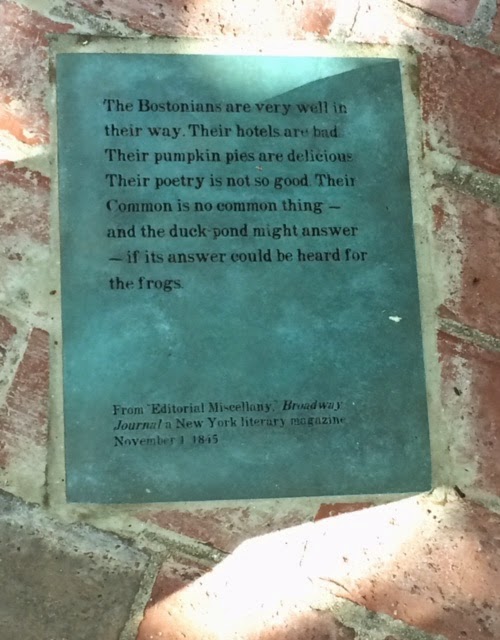 The Bostonians are very well in
their way. Their hotels are bad.
Their pumpkin pies are delicious.
Their poetry is not so good. Their
Common is no common thing —
and the duck-pond might answer
— if its answer could be heard for
the frogs.
From "Editorial Miscellany," Broadway
Journal a New York literary magazine
November 1 1845